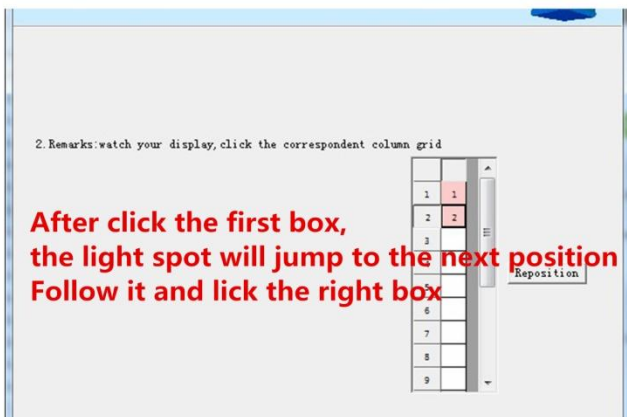 2.Remarks:watch your display,click the correspondent column grid
1 1
2 2
3
After click the first box,
the light spot will jump to the next position
Follow it and lick the right box
Reposition
6
7
8
9